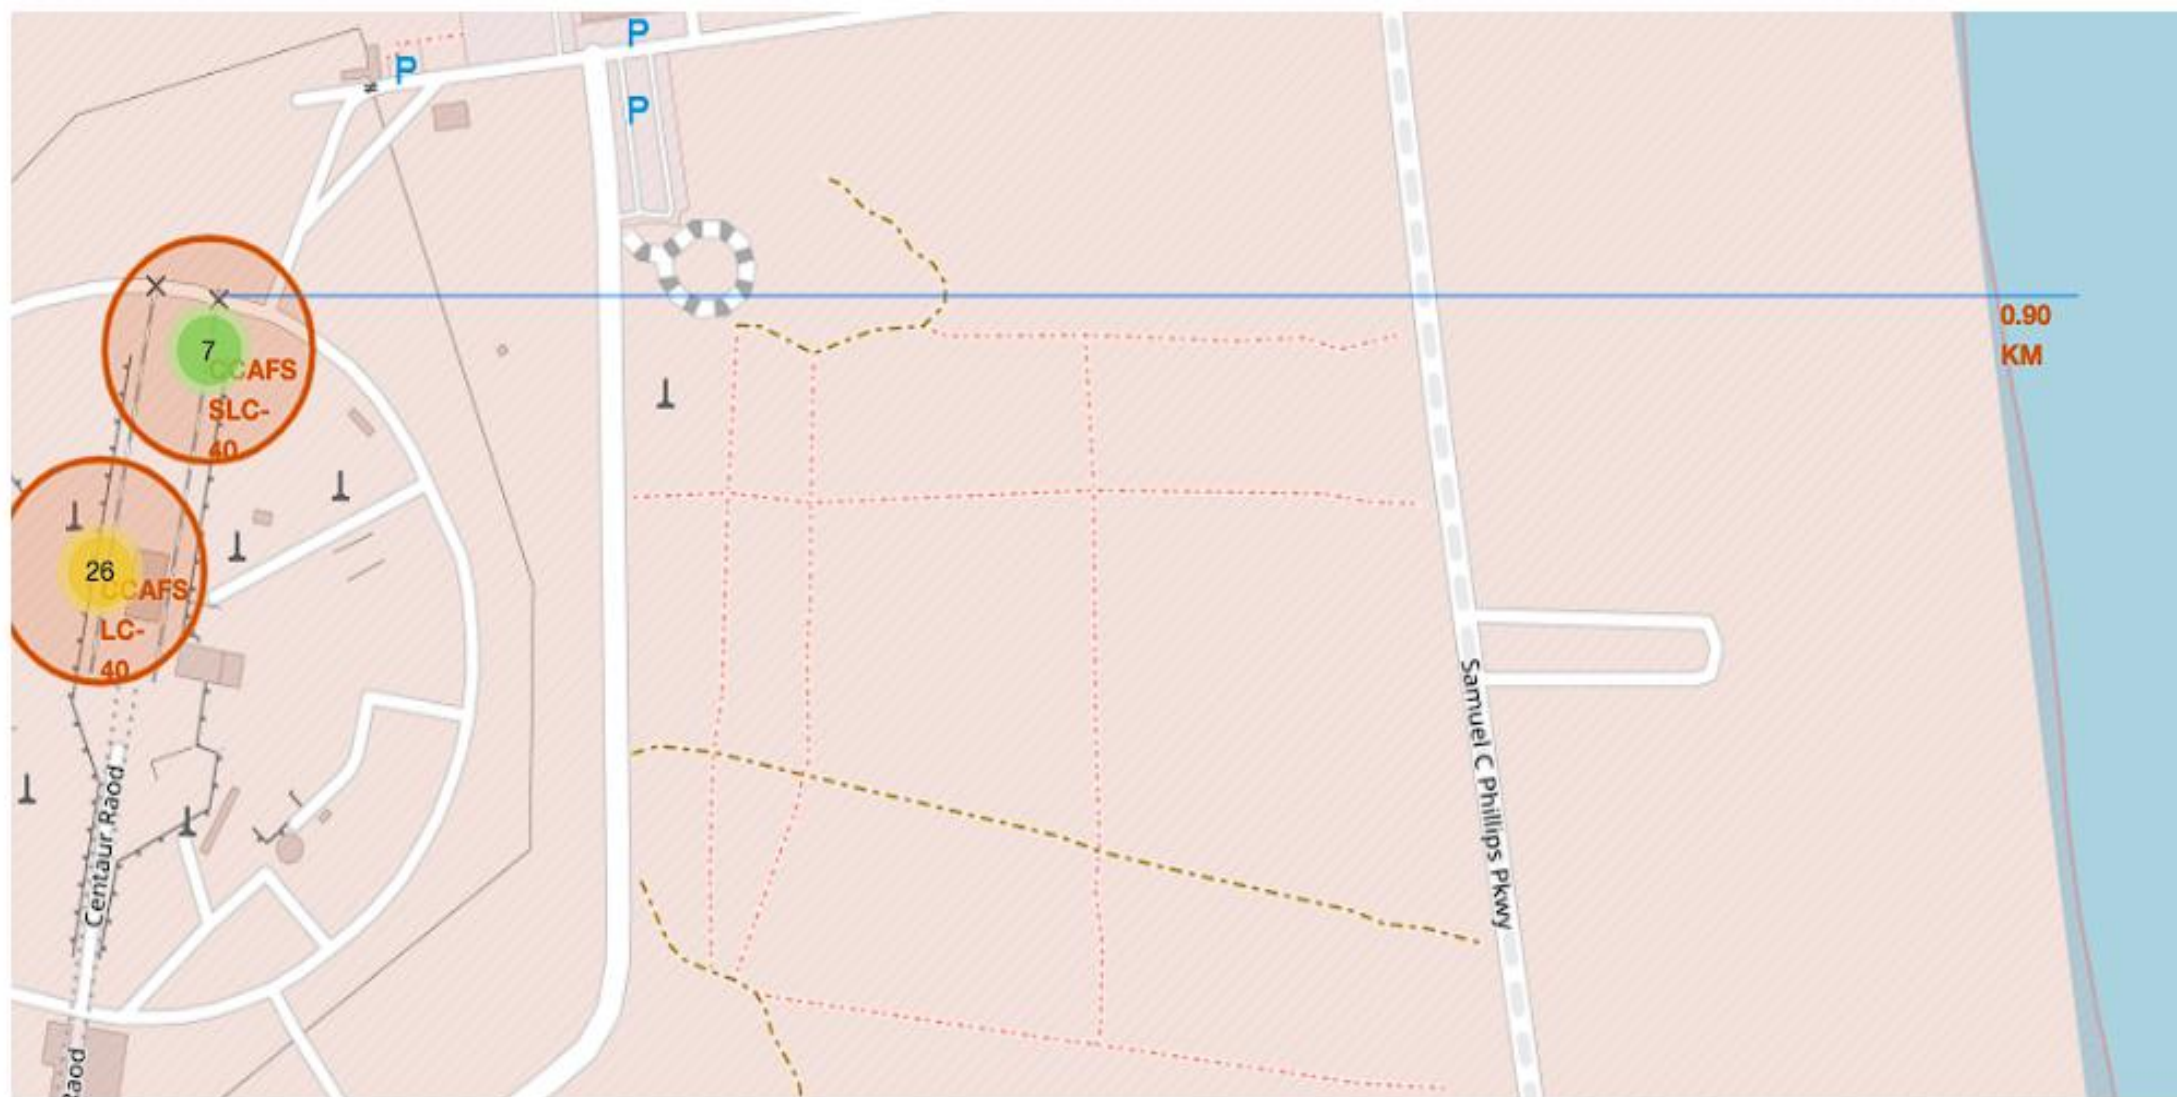 P
P
P
0.90
KM
7
CCAFS
SLC-
40
26
CCAFS
LC-
40
Samuel C Phillips Pkwy
Centaur Raod
Raod